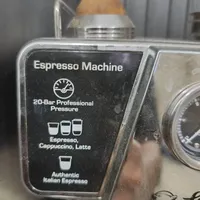 Espresso Machine
20-Bar Professional
Pressure
Espresso,
Cappuccino, Latte
Authentic
Italian Espresso